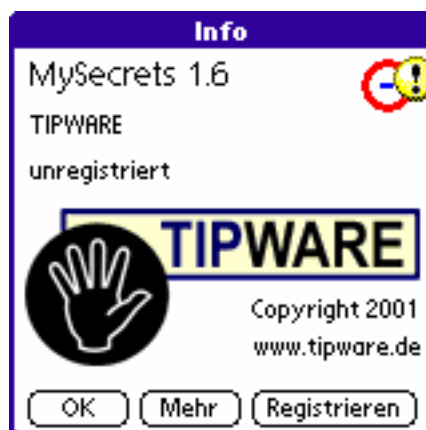 Info
MySecrets 1.6
TIPWARE
unregistriert
TIPWARE
Copyright 2001
www.tipware.de
OK Mehr Registrieren